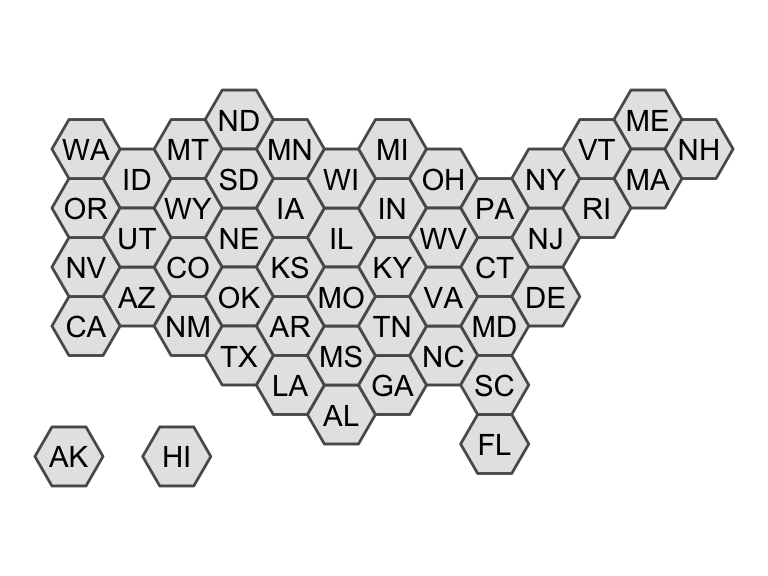 ME
ND
WA MT MN MI VT NH
ID SD WI OH NY MA
OR WY IA IN PA RI
UT NE IL WV NJ
NV CO KS KY CT
AZ OK MO VA DE
CA NM AR TN MD
TX MS NC
LA GA SC
AL
FL
AK HI